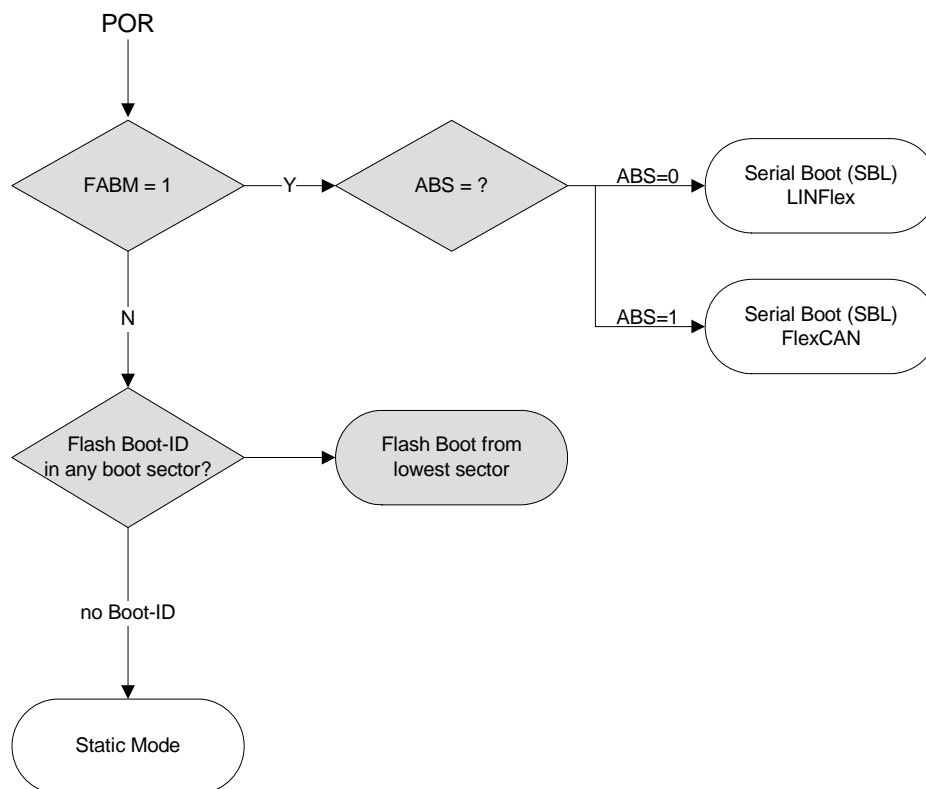 POR
FABM = 1
Y
ABS = ?
ABS=0
Serial Boot (SBL)
LINFlex
ABS=1
Serial Boot (SBL)
FlexCAN
N
Flash Boot-ID
in any boot sector?
Flash Boot from
lowest sector
no Boot-ID
Static Mode